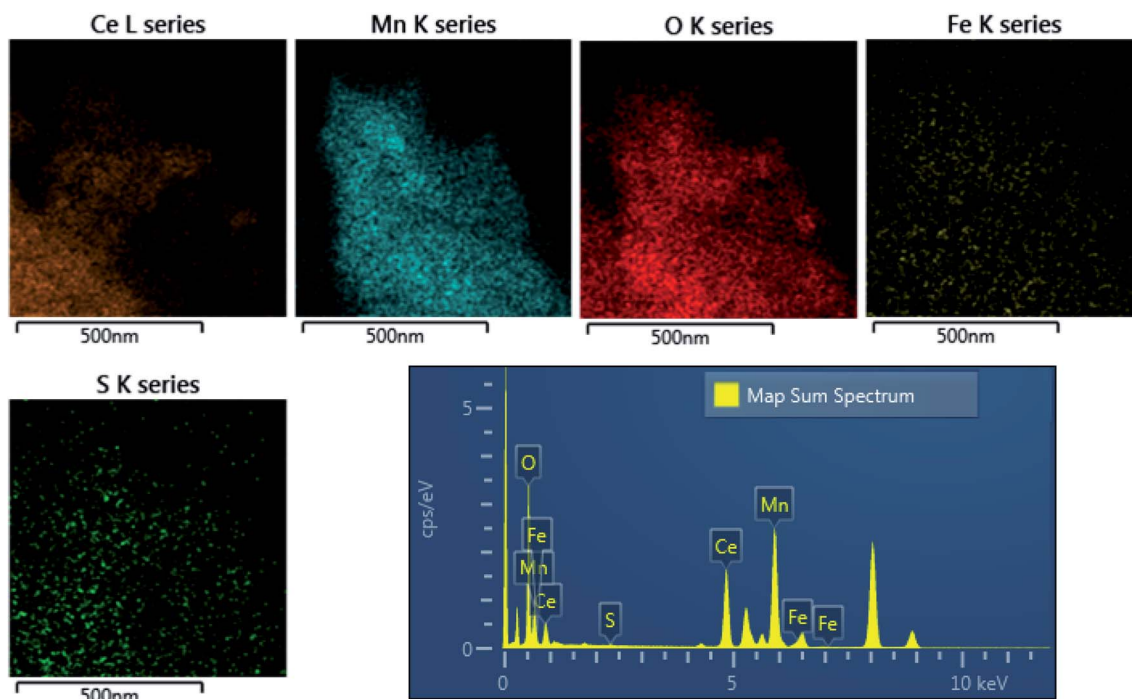 Ce L series
Mn K series
O K series
Fe K series
500nm
500nm
500nm
500nm
S K series
500nm
Map Sum Spectrum
5
cps/eV
0
O
Fe
Mn
Ce
S
Ce
Mn
Fe
Fe
0
5
10 keV